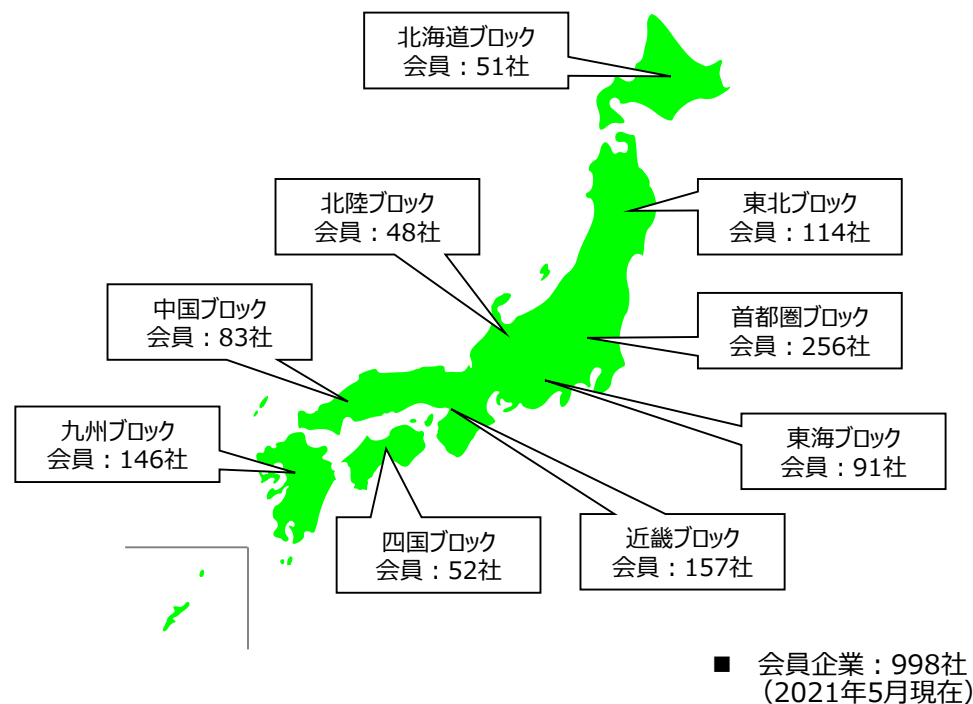 北海道ブロック
会員：51社
北陸ブロック
会員：48社
東北ブロック
会員：114社
中国ブロック
会員：83社
首都圏ブロック
会員：256社
九州ブロック
会員：146社
東海ブロック
会員：91社
四国ブロック
会員：52社
近畿ブロック
会員：157社
■ 会員企業：998社
（2021年5月現在）